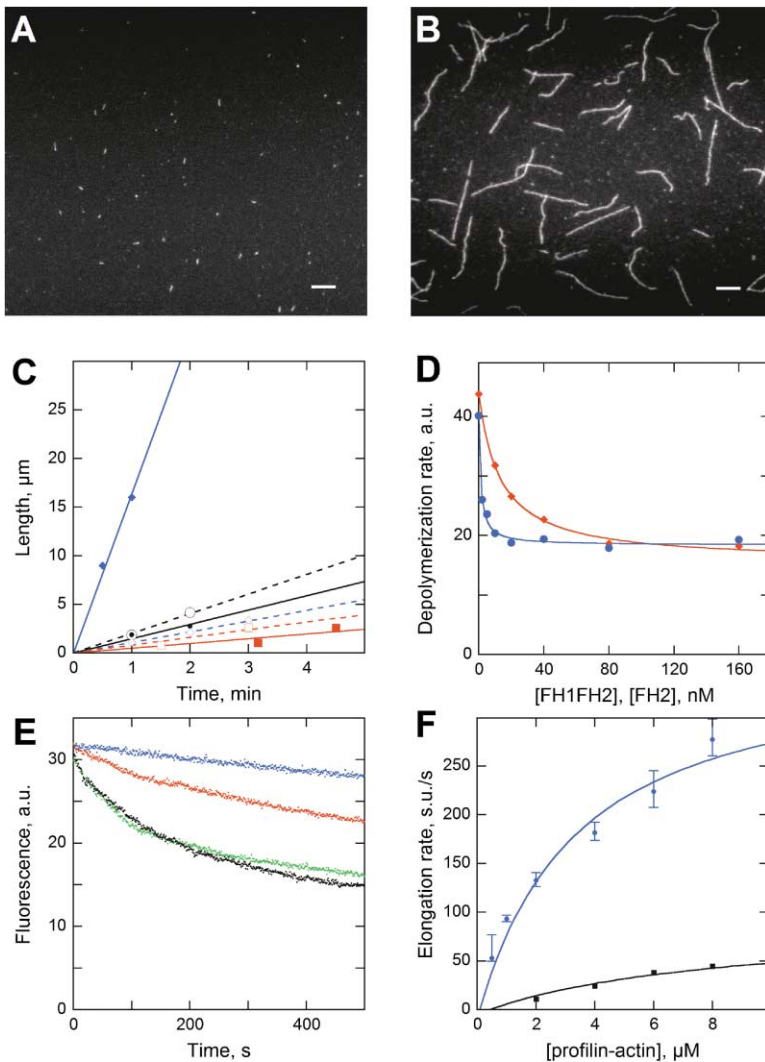 A
B
C
Length, µm
25
20
15
10
5
0
0 1 2 3 4
Time, min
D
Depolymerization rate, a.u.
40
20
0
0 40 80 120 160
[FH1FH2], [FH2], nM
E
Fluorescence, a.u.
30
20
10
0
0 200 400
Time, s
F
Elongation rate, s.u./s
250
200
150
100
50
0
2 4 6 8
[profilin-actin], µM